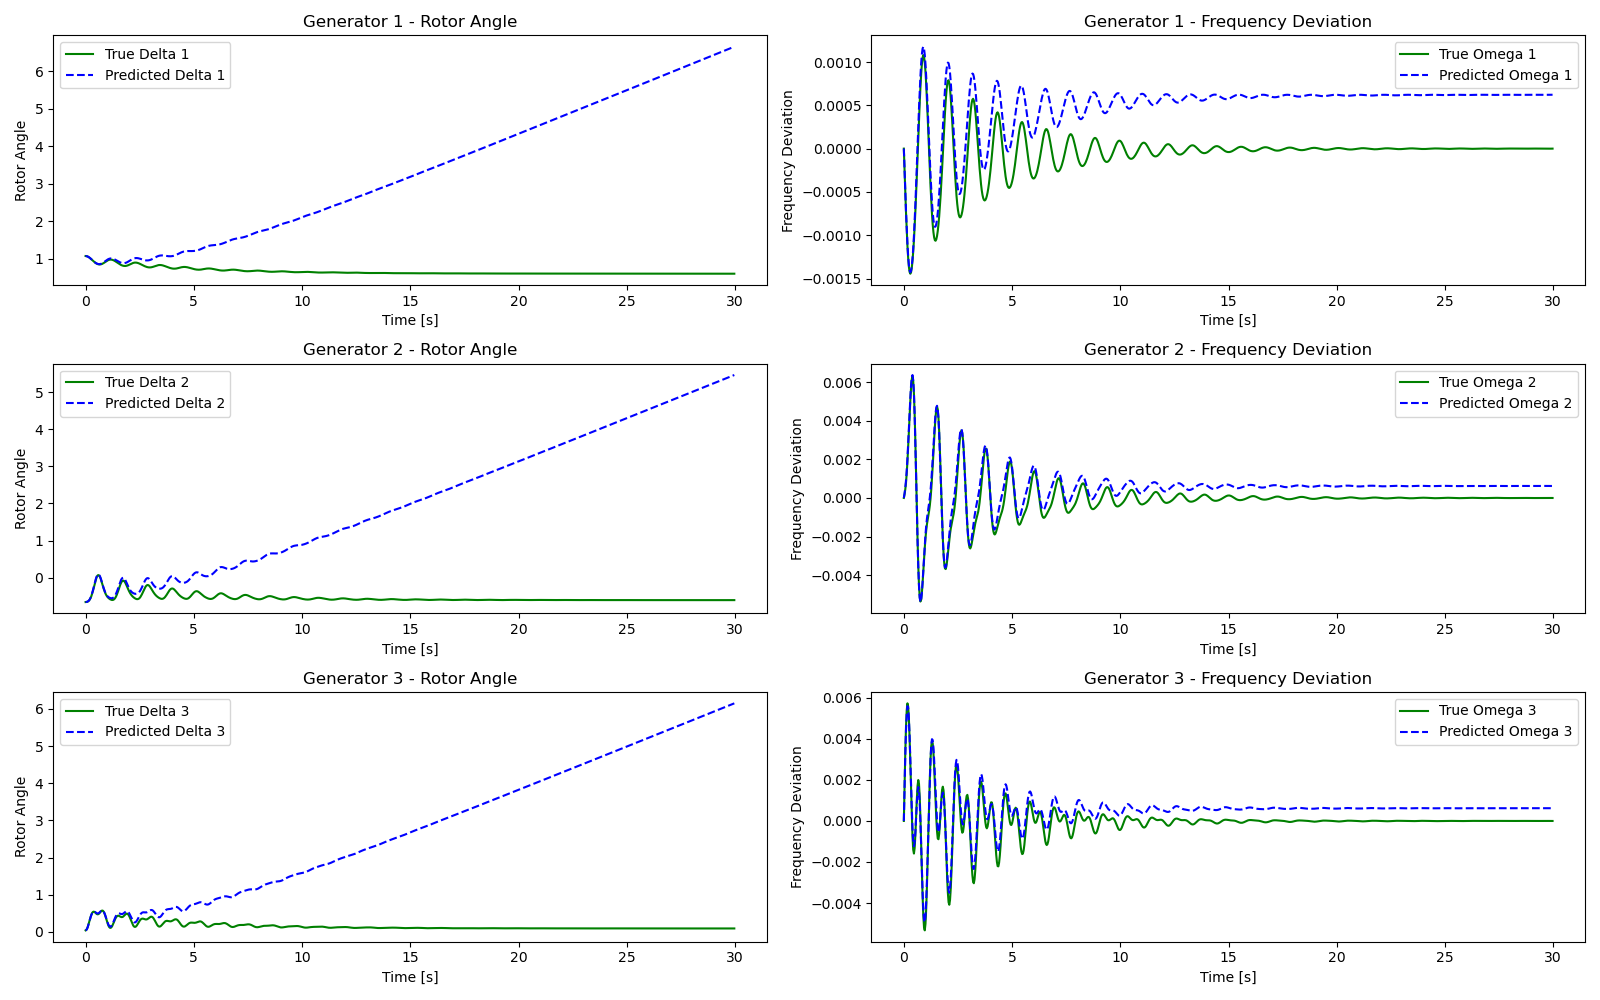 Generator 1 - Rotor Angle
True Delta 1
Predicted Delta 1
Rotor Angle
6
5
4
3
2
1
0 5 10 15 20 25 30
Time [s]
Generator 1 - Frequency Deviation
True Omega 1
Predicted Omega 1
Frequency Deviation
0.0010
0.0005
0.0000
−0.0005
−0.0010
−0.0015
0 5 10 15 20 25 30
Time [s]
Generator 2 - Rotor Angle
True Delta 2
Predicted Delta 2
Rotor Angle
5
4
3
2
1
0
0 5 10 15 20 25 30
Time [s]
Generator 2 - Frequency Deviation
True Omega 2
Predicted Omega 2
Frequency Deviation
0.006
0.004
0.002
0.000
−0.002
−0.004
0 5 10 15 20 25 30
Time [s]
Generator 3 - Rotor Angle
True Delta 3
Predicted Delta 3
Rotor Angle
6
5
4
3
2
1
0
0 5 10 15 20 25 30
Time [s]
Generator 3 - Frequency Deviation
True Omega 3
Predicted Omega 3
Frequency Deviation
0.006
0.004
0.002
0.000
−0.002
−0.004
0 5 10 15 20 25 30
Time [s]